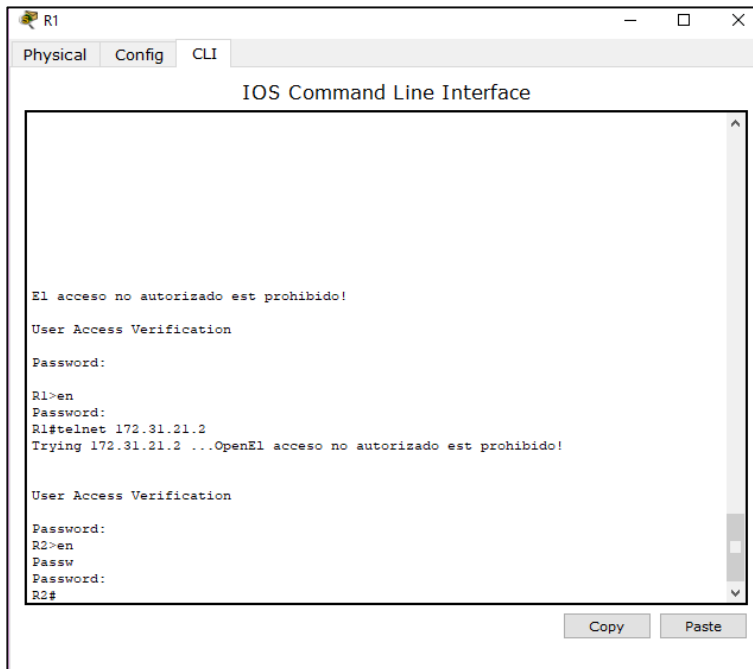 R1
Physical Config CLI
IOS Command Line Interface
El acceso no autorizado est prohibido!
User Access Verification
Password:
R1>en
Password:
R1#telnet 172.31.21.2
Trying 172.31.21.2 ...OpenEl acceso no autorizado est prohibido!
User Access Verification
Password:
R2>en
Passw
Password:
R2#
Copy Paste